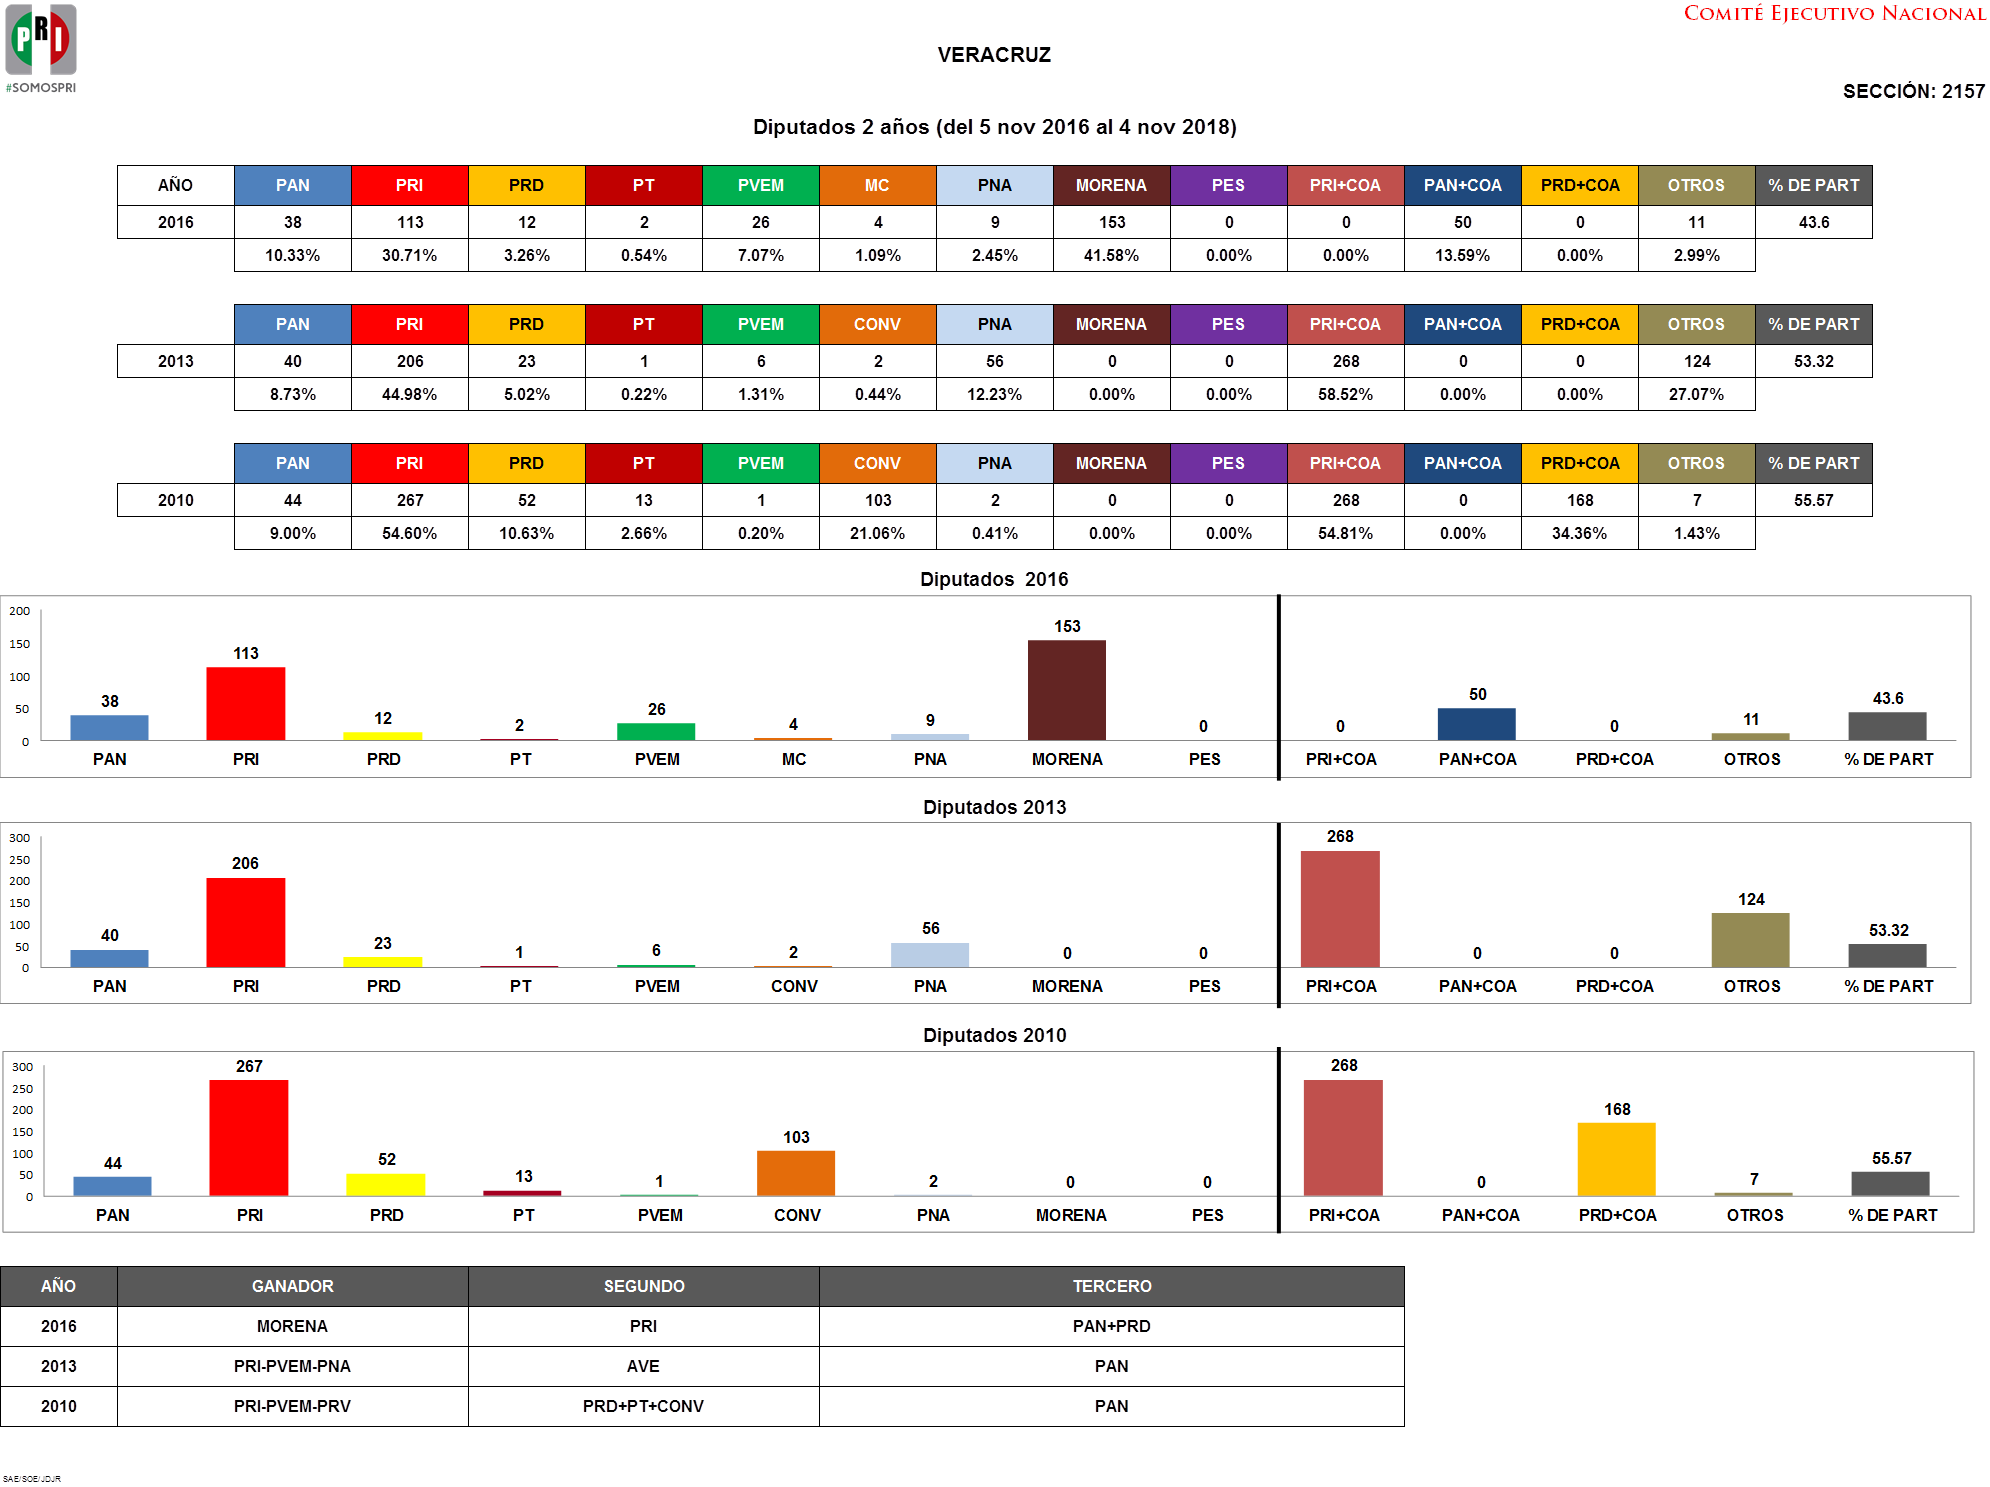 PRI
#SOMOSPRI
COMITÉ EJECUTIVO NACIONAL
VERACRUZ
SECCIÓN: 2157
Diputados 2 años (del 5 nov 2016 al 4 nov 2018)
AÑO PAN PRI PRD PT PVEM MC PNA MORENA PES PRI+COA PAN+COA PRD+COA OTROS % DE PART
2016 38 113 12 2 26 4 9 153 0 0 50 0 11 43.6
10.33% 30.71% 3.26% 0.54% 7.07% 1.09% 2.45% 41.58% 0.00% 0.00% 13.59% 0.00% 2.99%
PAN PRI PRD PT PVEM CONV PNA MORENA PES PRI+COA PAN+COA PRD+COA OTROS % DE PART
2013 40 206 23 1 6 2 56 0 0 268 0 0 124 53.32
8.73% 44.98% 5.02% 0.22% 1.31% 0.44% 12.23% 0.00% 0.00% 58.52% 0.00% 0.00% 27.07%
PAN PRI PRD PT PVEM CONV PNA MORENA PES PRI+COA PAN+COA PRD+COA OTROS % DE PART
2010 44 267 52 13 1 103 2 0 0 268 0 168 7 55.57
9.00% 54.60% 10.63% 2.66% 0.20% 21.06% 0.41% 0.00% 0.00% 54.81% 0.00% 34.36% 1.43%
Diputados 2016
200
150
100
50
0
38 113 12 2 26 4 9 153 0 0 50 0 11 43.6
PAN PRI PRD PT PVEM MC PNA MORENA PES PRI+COA PAN+COA PRD+COA OTROS % DE PART
Diputados 2013
300
250
200
150
100
50
0
40 206 23 1 6 2 56 0 0 268 0 0 124 53.32
PAN PRI PRD PT PVEM CONV PNA MORENA PES PRI+COA PAN+COA PRD+COA OTROS % DE PART
Diputados 2010
300
250
200
150
100
50
0
44 267 52 13 1 103 2 0 0 268 0 168 7 55.57
PAN PRI PRD PT PVEM CONV PNA MORENA PES PRI+COA PAN+COA PRD+COA OTROS % DE PART
AÑO GANADOR SEGUNDO TERCERO
2016 MORENA PRI PAN+PRD
2013 PRI-PVEM-PNA AVE PAN
2010 PRI-PVEM-PRV PRD+PT+CONV PAN
SAE/SOE/JDJR